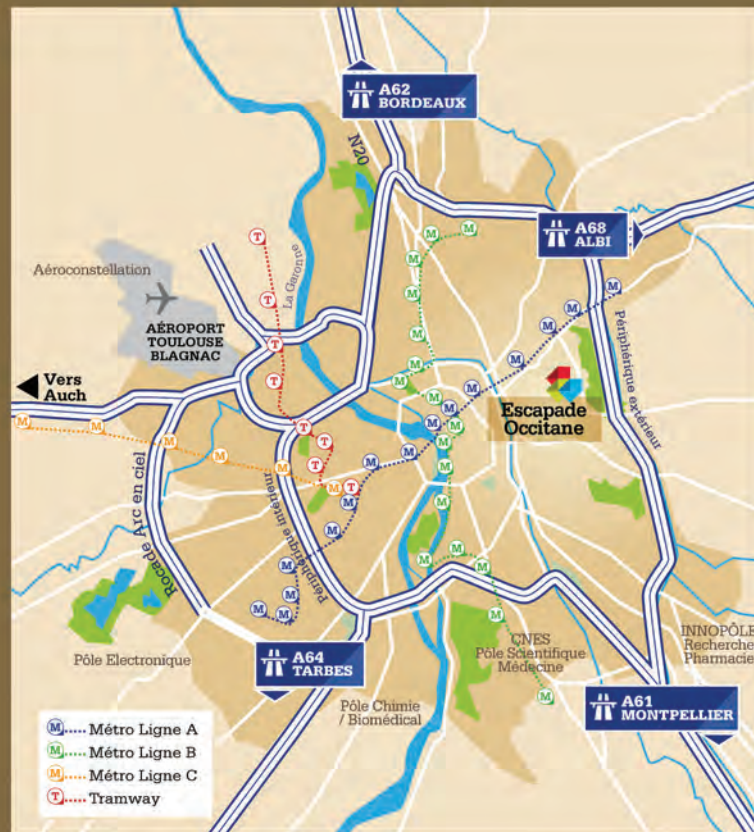 A62
BORDEAUX
N20
A68
ALBI
La Garonne
Aéroconstellation
AÉROPORT
TOULOUSE
BLAGNAC
Périphérique extérieur
Vers
Auch
Escapade
Occitane
Rocade Arc en ciel
Périphérique intérieur
Pôle Electronique
A64
TARBES
CNES
Pôle Scientifique
Médecine
INNOPÔLE
Recherche
Pharmacie
Pôle Chimie
/ Biomédical
A61
MONTPELLIER
M Métro Ligne A
M Métro Ligne B
M Métro Ligne C
T Tramway